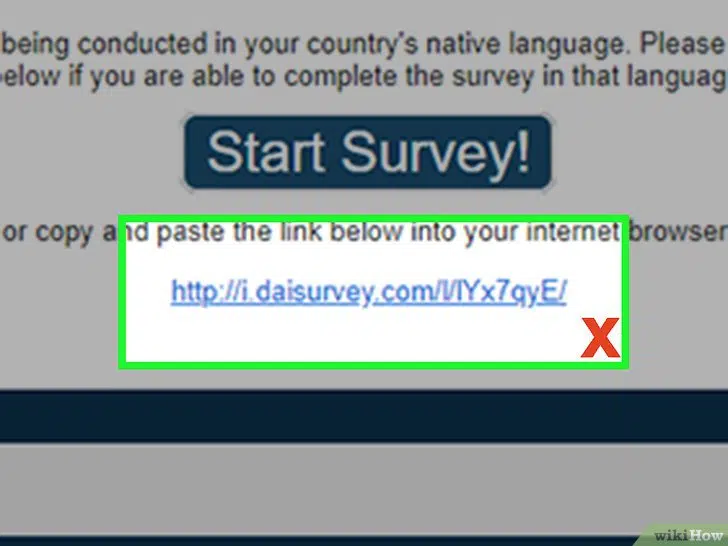 being conducted in your country's native language. Please
below if you are able to complete the survey in that languag
Start Survey!
or copy and paste the link below into your internet browser
http://i.daisurvey.com/l/lYx7qyE/
X
wikiHow